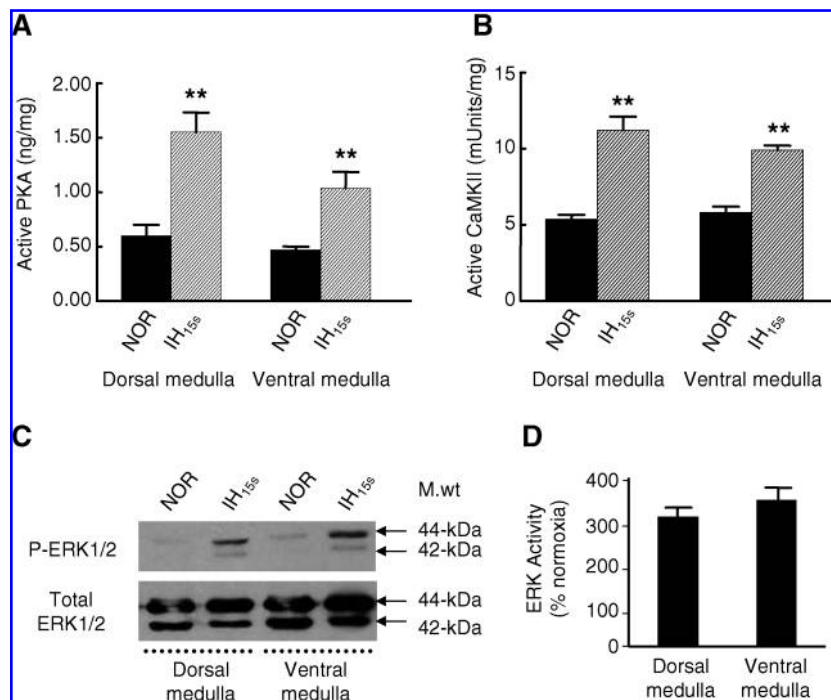 A
Active PKA (ng/mg)
2.00
1.50
1.00
0.50
0.00
**
**
NOR
IH15s
NOR
IH15s
Dorsal medulla
Ventral medulla
B
Active CaMKII (mUnits/mg)
15
10
5
0
**
**
NOR
IH15s
NOR
IH15s
Dorsal medulla
Ventral medulla
C
NOR
IH15s
NOR
IH15s
M.wt
P-ERK1/2
44-kDa
42-kDa
Total
ERK1/2
44-kDa
42-kDa
Dorsal
medulla
Ventral
medulla
D
ERK Activity
(% normoxia)
400
300
300
100
0
Dorsal
medulla
Ventral
medulla